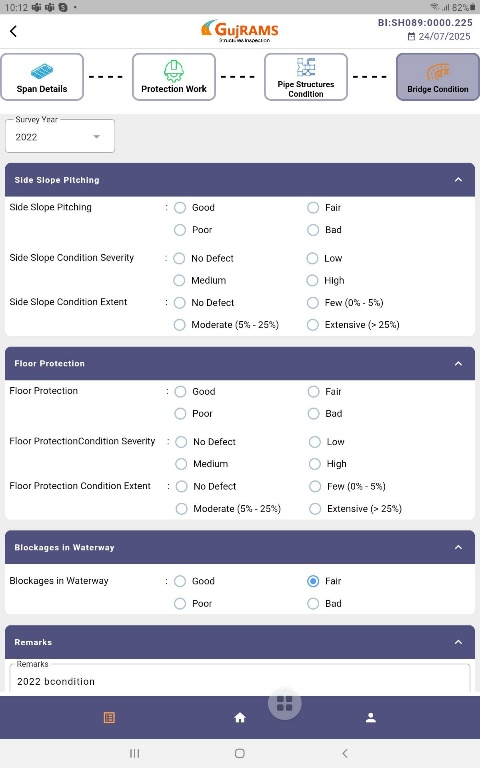 10:12 82%
GujRAMS
Structures Inspection
BI:SH089:0000.225
24/07/2025
Span Details
Protection Work
Pipe Structures
Condition
Bridge Condition
Survey Year
2022
Side Slope Pitching
Side Slope Pitching : Good Fair
Poor Bad
Side Slope Condition Severity : No Defect Low
Medium High
Side Slope Condition Extent : No Defect Few (0% - 5%)
Moderate (5% - 25%) Extensive (> 25%)
Floor Protection
Floor Protection : Good Fair
Poor Bad
Floor ProtectionCondition Severity : No Defect Low
Medium High
Floor Protection Condition Extent : No Defect Few (0% - 5%)
Moderate (5% - 25%) Extensive (> 25%)
Blockages in Waterway
Blockages in Waterway : Good Fair
Poor Bad
Remarks
Remarks
2022 bcondition